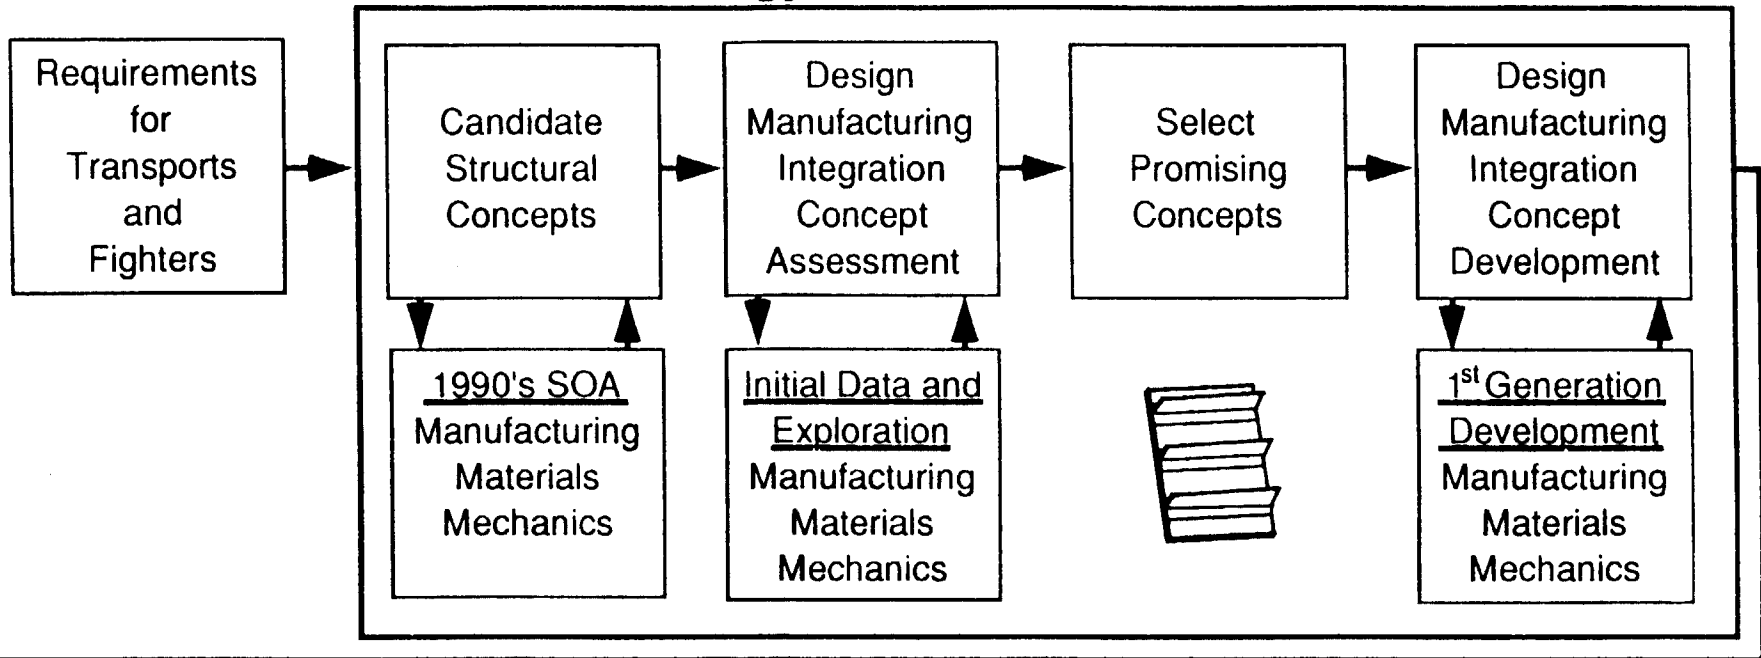 Requirements
for
Transports
and
Fighters
Candidate
Structural
Concepts
Design
Manufacturing
Integration
Concept
Assessment
Select
Promising
Concepts
Design
Manufacturing
Integration
Concept
Development
1990's SOA
Manufacturing
Materials
Mechanics
Initial Data and
Exploration
Manufacturing
Materials
Mechanics
1st Generation
Development
Manufacturing
Materials
Mechanics